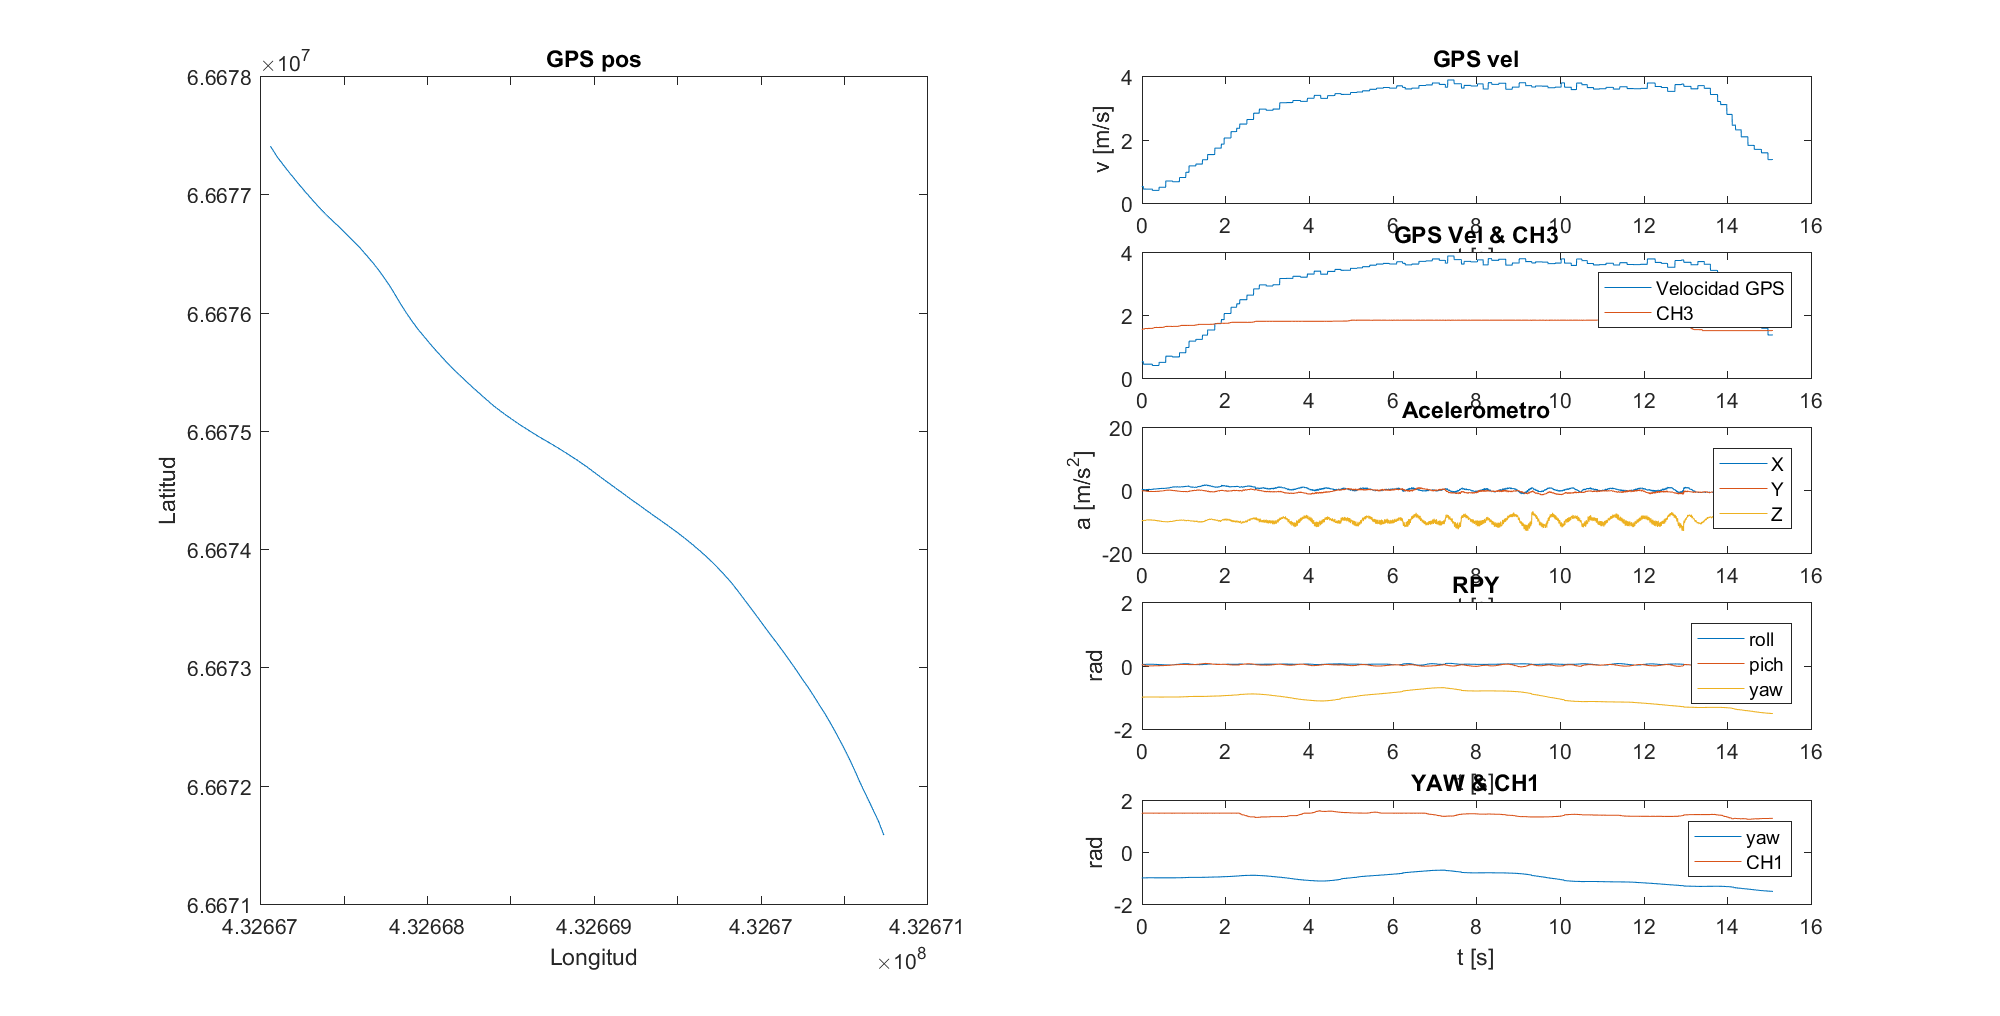 GPS pos
×10^7
6.6678
6.6677
6.6676
6.6675
6.6674
6.6673
6.6672
6.6671
Latitud
4.32667 4.32668 4.32669 4.3267 4.32671
Longitud
×10^8
GPS vel
v [m/s]
4
2
0
0 2 4 6 8 10 12 14 16
GPS Vel & CH3
4
2
0
Velocidad GPS
CH3
0 2 4 6 8 10 12 14 16
Acelerometro
a [m/s^2]
20
0
-20
X
Y
Z
0 2 4 6 8 10 12 14 16
RPY
rad
2
0
-2
roll
pich
yaw
0 2 4 6 8 10 12 14 16
t [s]
YAW & CH1
rad
2
0
-2
yaw
CH1
0 2 4 6 8 10 12 14 16
t [s]